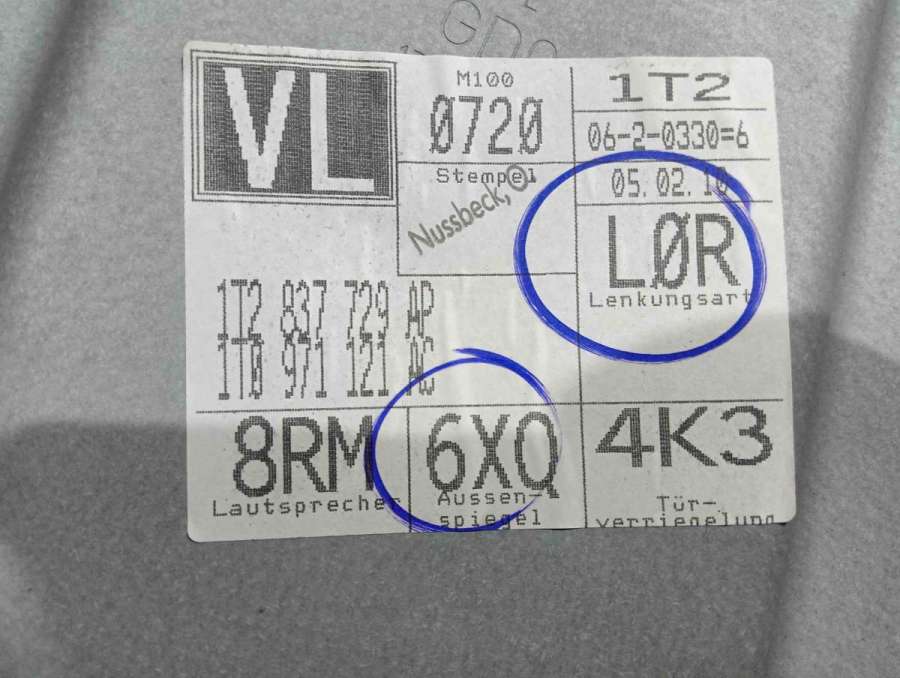 VL
M100
0720
Stempel
Nussbeck, O
1T2
06-2-0330=6
05.02.10
LØR
Lenkungsart
1T2 837 729 AP
1T0 971 121 AC
8RM
Lautsprecher
6XQ
Aussen-
spiegel
4K3
Tür-
verriegelung